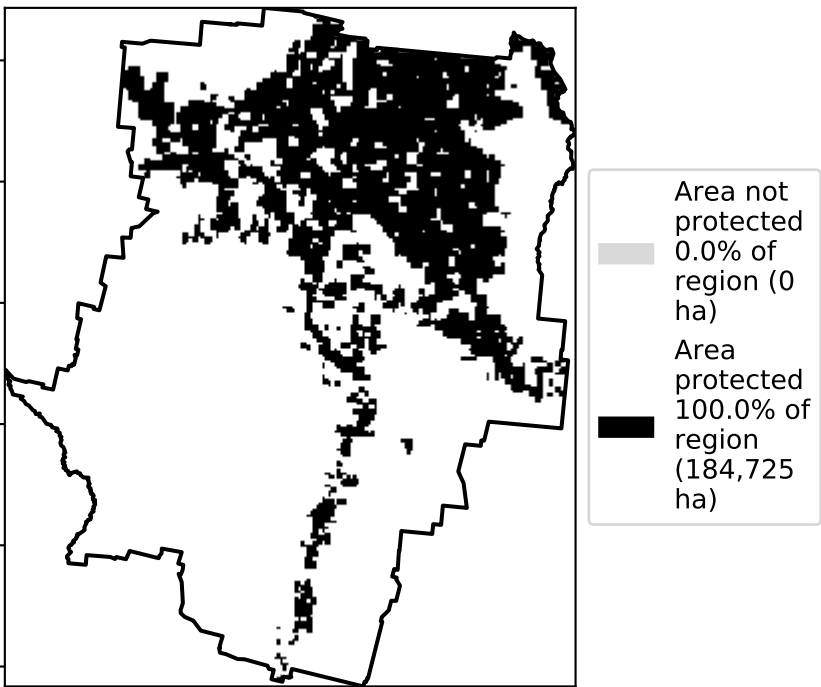 Area not
protected
0.0% of
region (0
ha)
Area
protected
100.0% of
region
(184,725
ha)